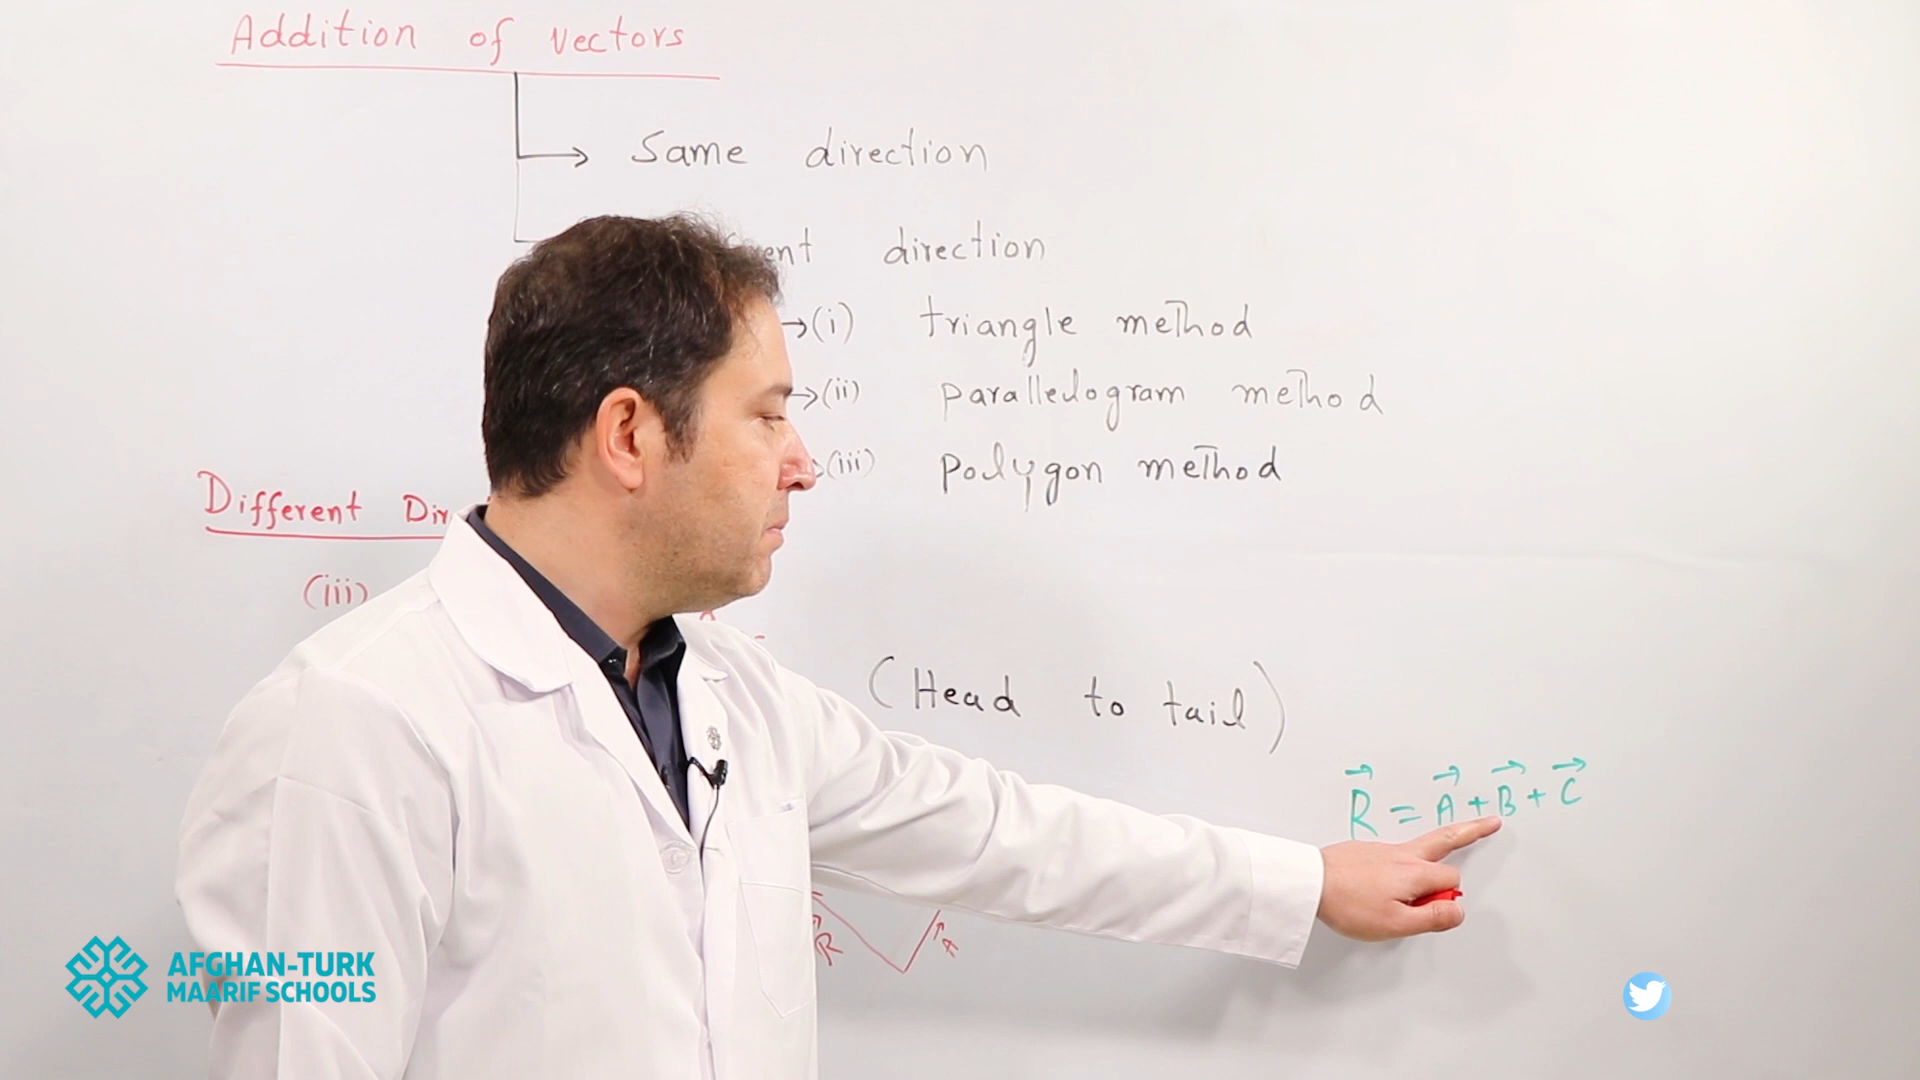 Addition of vectors
Same direction
direction
(i) triangle method
(ii) paralledogram method
(iii) polygon method
Different
(iii)
(Head to tail)
R = A + B + C
R
A
AFGHAN-TURK
MAARIF SCHOOLS